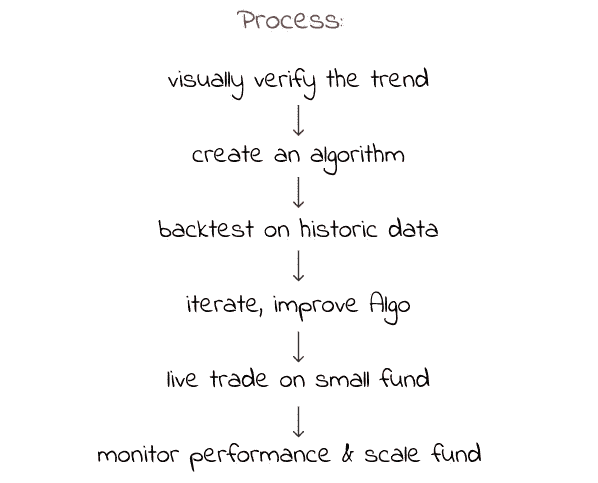 Process:
visually verify the trend
create an algorithm
backtest on historic data
iterate, improve Algo
live trade on small fund
monitor performance & scale fund